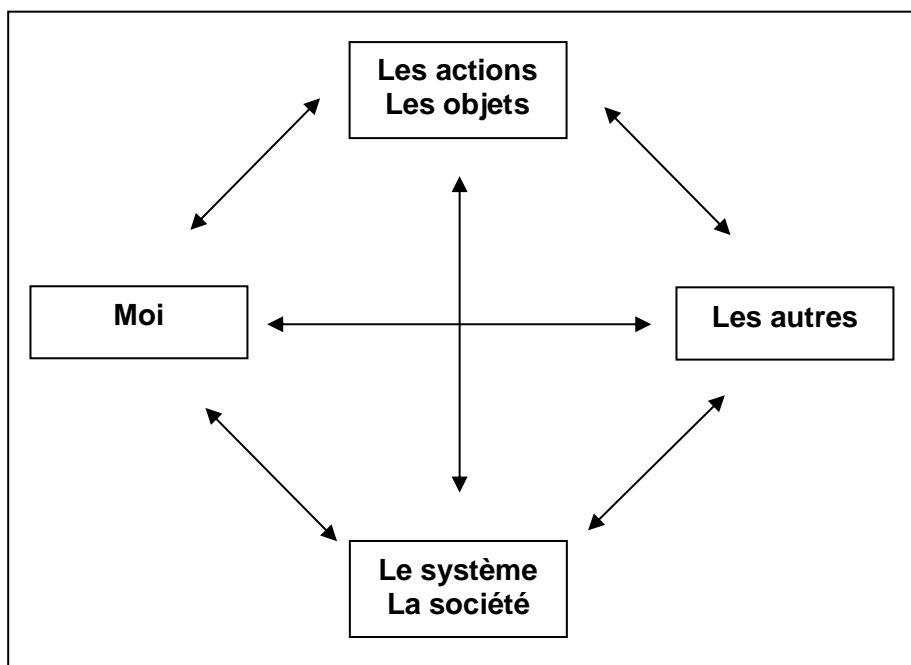 Les actions
Les objets
Moi
Les autres
Le système
La société